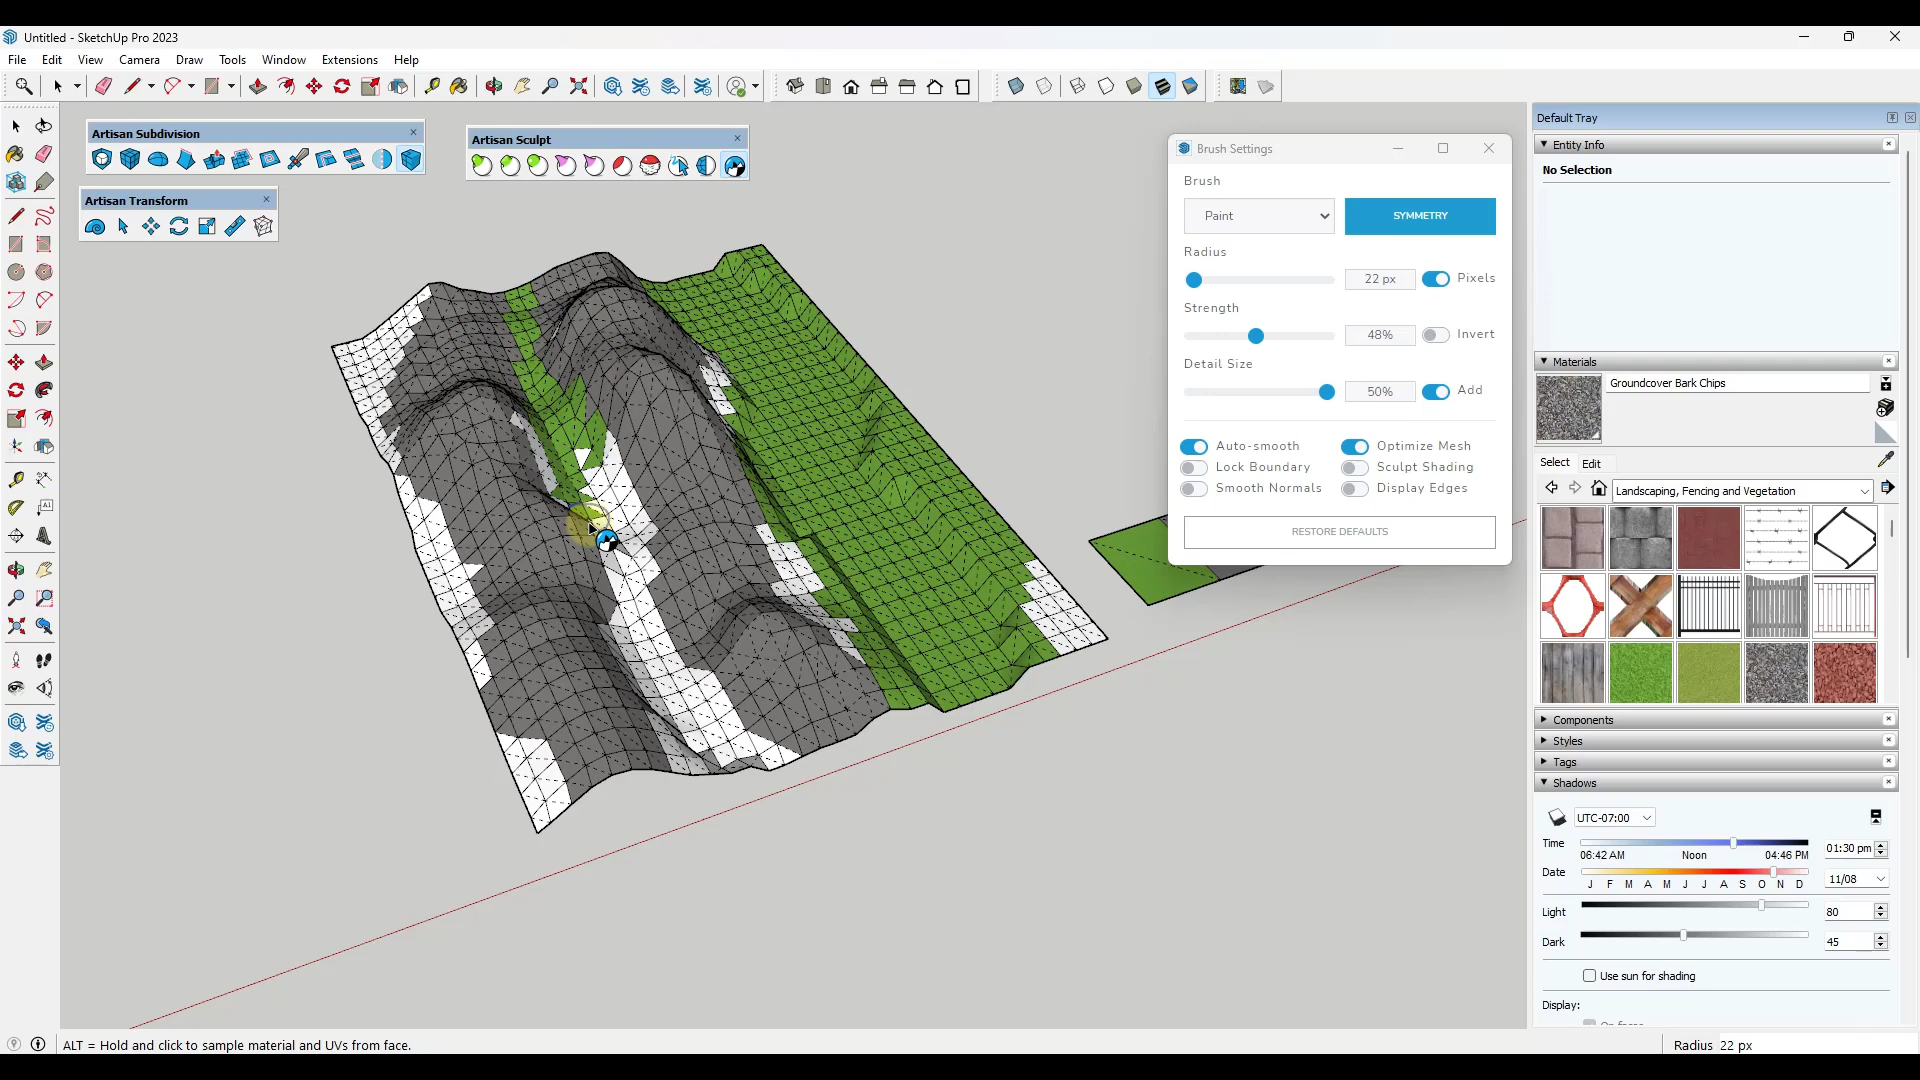 Untitled - SketchUp Pro 2023
File Edit View Camera Draw Tools Window Extensions Help
Artisan Subdivision
Artisan Sculpt
Artisan Transform
Brush Settings
Brush
Paint
SYMMETRY
Radius
22 px
Pixels
Strength
48%
Invert
Detail Size
50%
Add
Auto-smooth
Optimize Mesh
Lock Boundary
Sculpt Shading
Smooth Normals
Display Edges
RESTORE DEFAULTS
Default Tray
Entity Info
No Selection
Materials
Groundcover Bark Chips
Select Edit
Landscaping, Fencing and Vegetation
Components
Styles
Tags
Shadows
UTC-07:00
Time
01:30 pm
06:42 AM Noon 04:46 PM
Date
11/08
J F M A M J J A S O N D
Light
80
Dark
45
Use sun for shading
Display:
On faces
ALT = Hold and click to sample material and UVs from face.
Radius 22 px